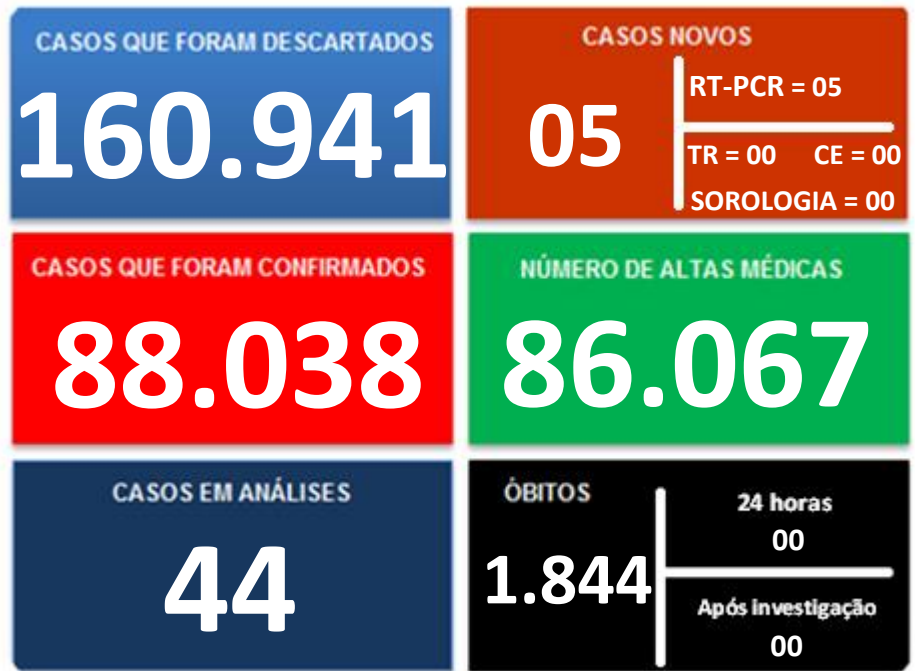 CASOS QUE FORAM DESCARTADOS
160.941
CASOS NOVOS
05
RT-PCR = 05
TR = 00 CE = 00
SOROLOGIA = 00
CASOS QUE FORAM CONFIRMADOS
88.038
NÚMERO DE ALTAS MÉDICAS
86.067
CASOS EM ANÁLISES
44
ÓBITOS
1.844
24 horas
00
Após investigação
00